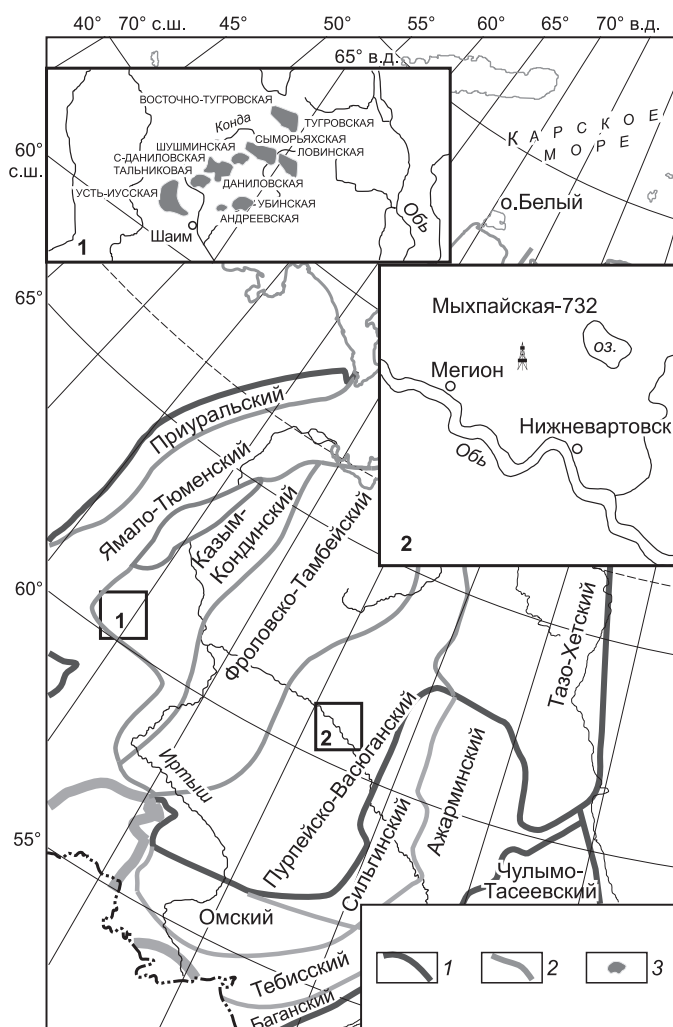 40° 70° с.ш. 45° 50° 55° 60° 65° 70° в.д.
65° в.д.
ВОСТОЧНО-ТУГРОВСКАЯ
Конда
ТУГРОВСКАЯ
ШУШМИНСКАЯ
СЫМОРЬЯХСКАЯ
С-ДАНИЛОВСКАЯ
ЛОВИНСКАЯ
ТАЛЬНИКОВАЯ
ДАНИЛОВСКАЯ
УСТЬ-ИУССКАЯ
УБИНСКАЯ
АНДРЕЕВСКАЯ
Шаим
Обь
1
60°
с.ш.
КАРСКОЕ
МОРЕ
о.Белый
65°
Мыхпайская-732
оз.
Мегион
Нижневартовск
Обь
2
Приуральский
Ямало-Тюменский
Казым-
Кондинский
Фроловско-Тамбейский
Тазо-Хетский
60°
1
2
Иртыш
Пурпейско-Васюганский
Ажарминский
Сильгинский
55°
Чулымо-
Тасеевский
Омский
Тебисский
Баганский
1 2 3